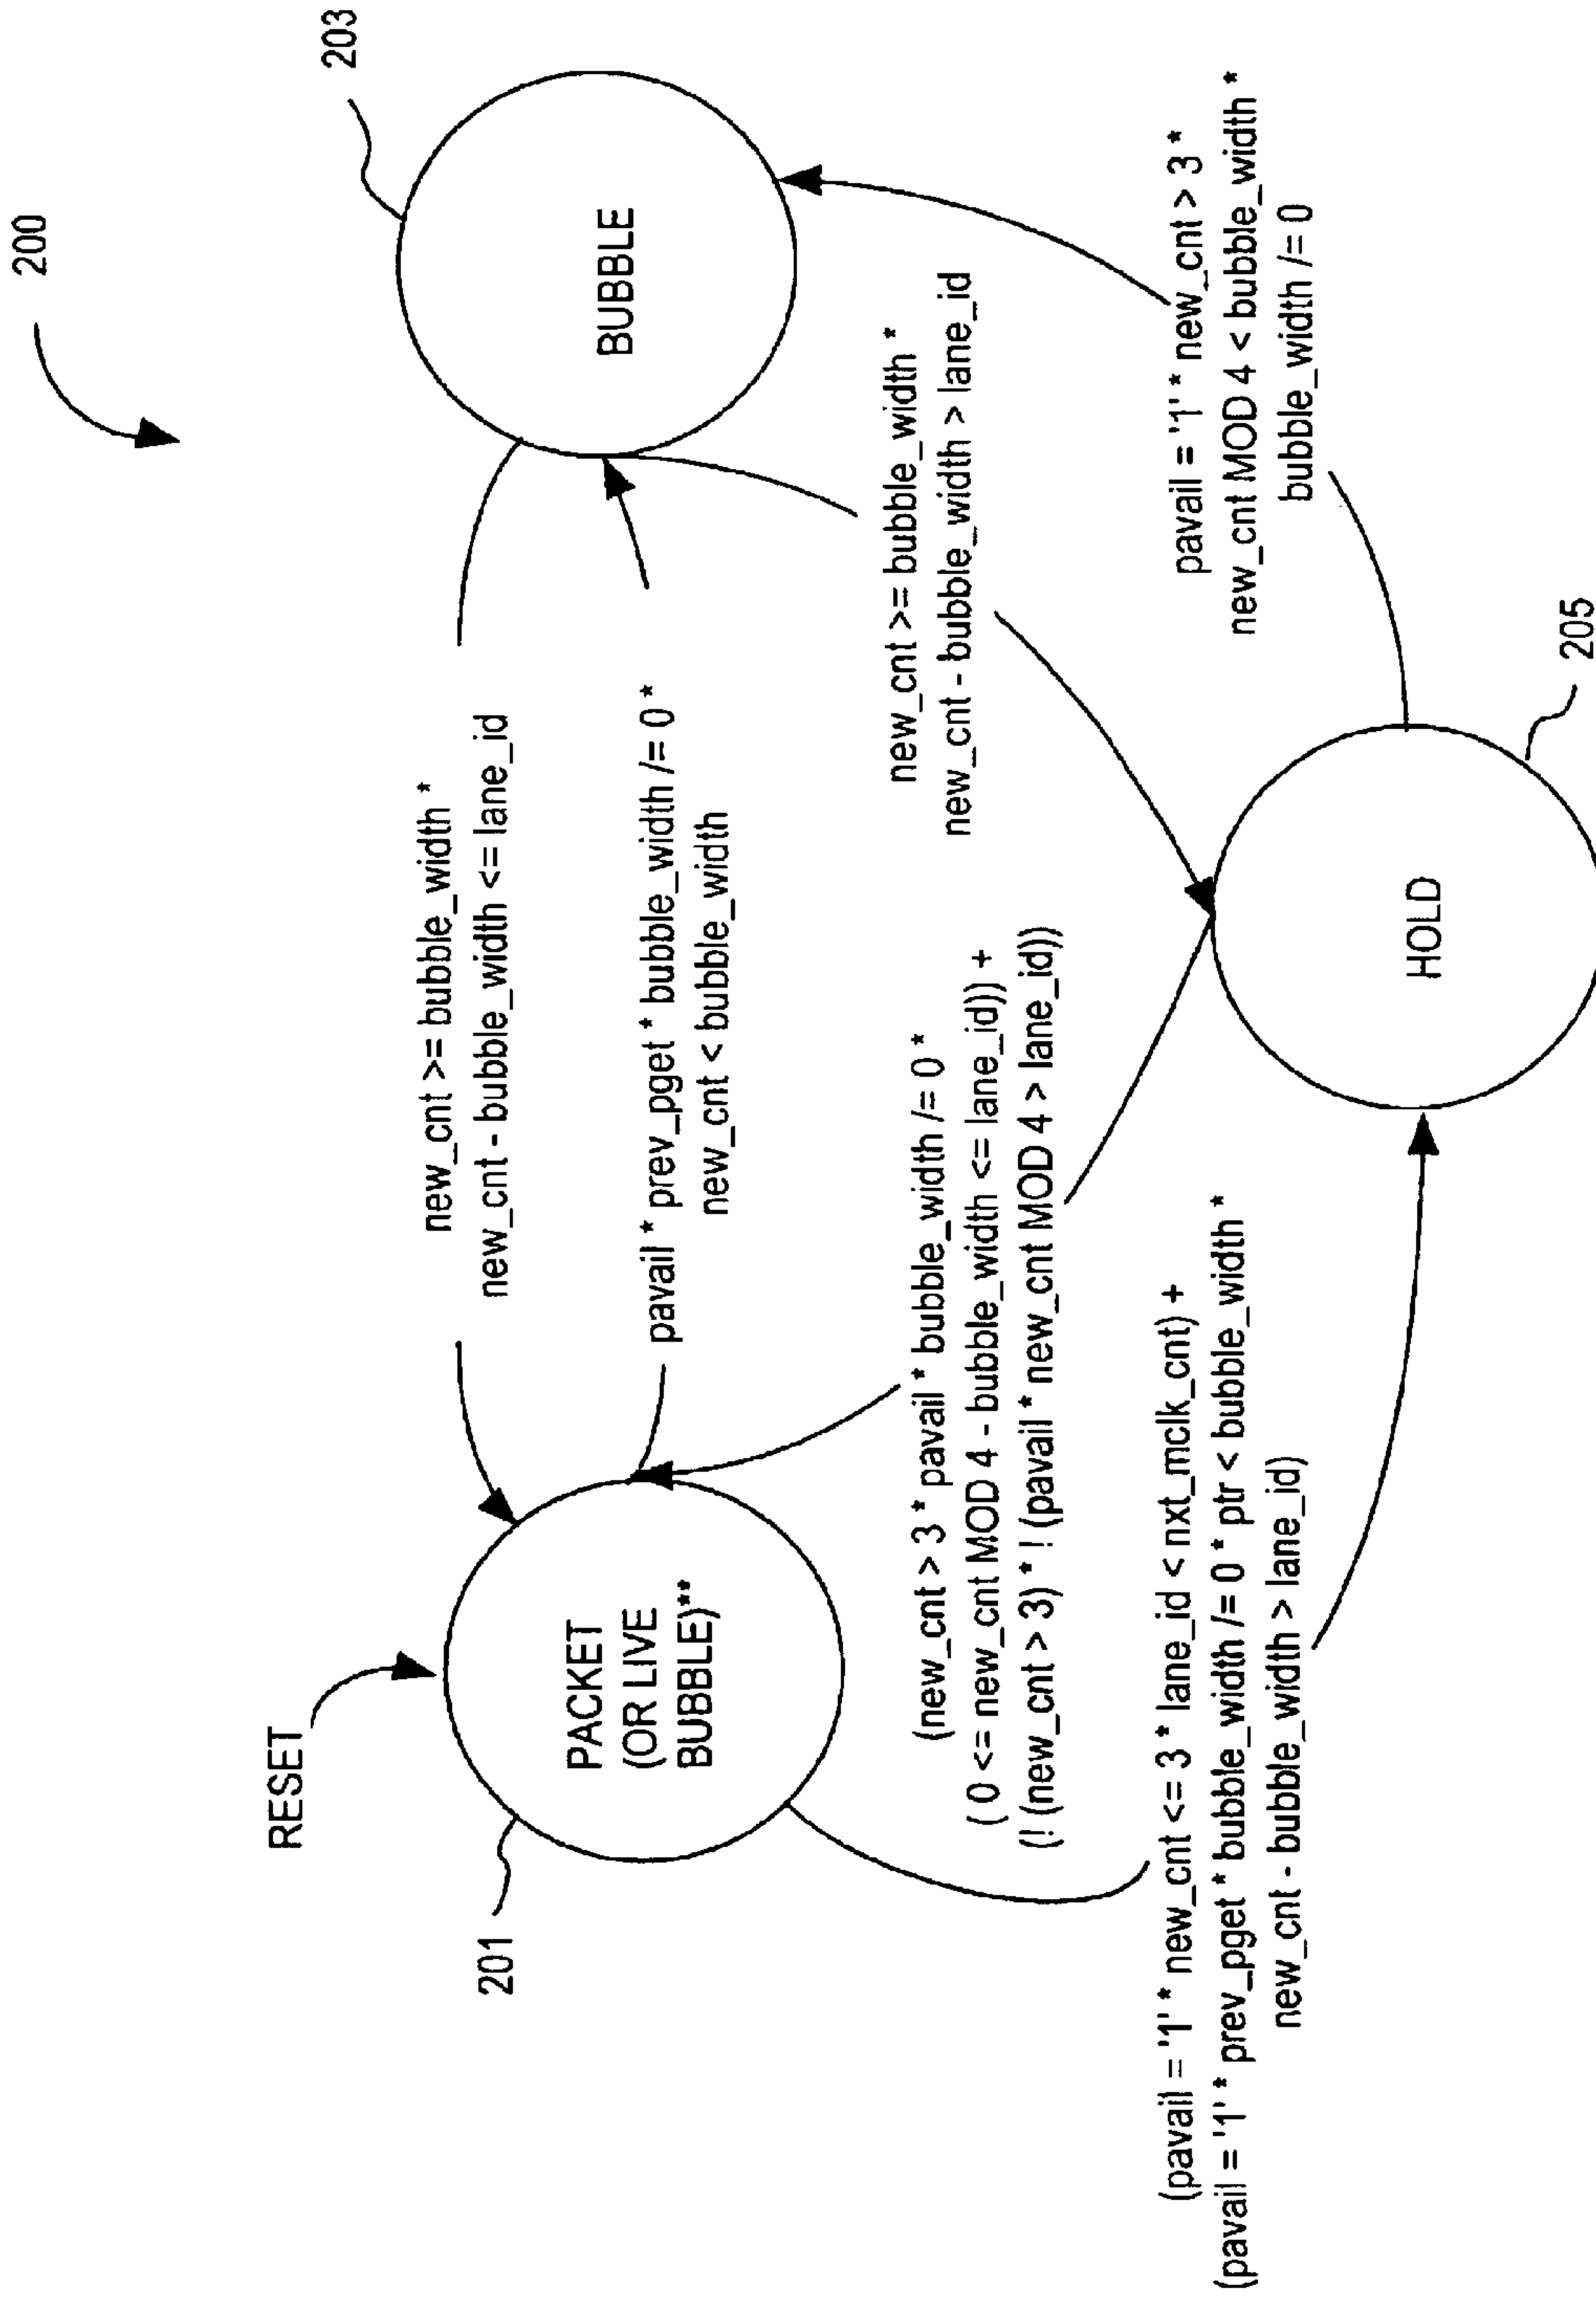 200
203
BUBBLE
RESET
201
PACKET
(OR LIVE
BUBBLE)**
new_cnt >= bubble_width *
new_cnt - bubble_width <= lane_id
pavail * prev_pget * bubble_width /= 0 *
new_cnt < bubble_width
new_cnt >= bubble_width *
new_cnt - bubble_width > lane_id
pavail = '1' * new_cnt > 3 *
new_cnt MOD 4 < bubble_width *
bubble_width /= 0
(new_cnt > 3 * pavail * bubble_width /= 0 *
( 0 <= new_cnt MOD 4 - bubble_width <= lane_id)) +
(! (new_cnt > 3) * ! (pavail * new_cnt MOD 4 > lane_id))
(pavail = '1' * new_cnt <= 3 * lane_id < nxt_mclk_cnt) +
(pavail = '1' * prev_pget * bubble_width /= 0 * ptr < bubble_width *
new_cnt - bubble_width > lane_id)
HOLD
205